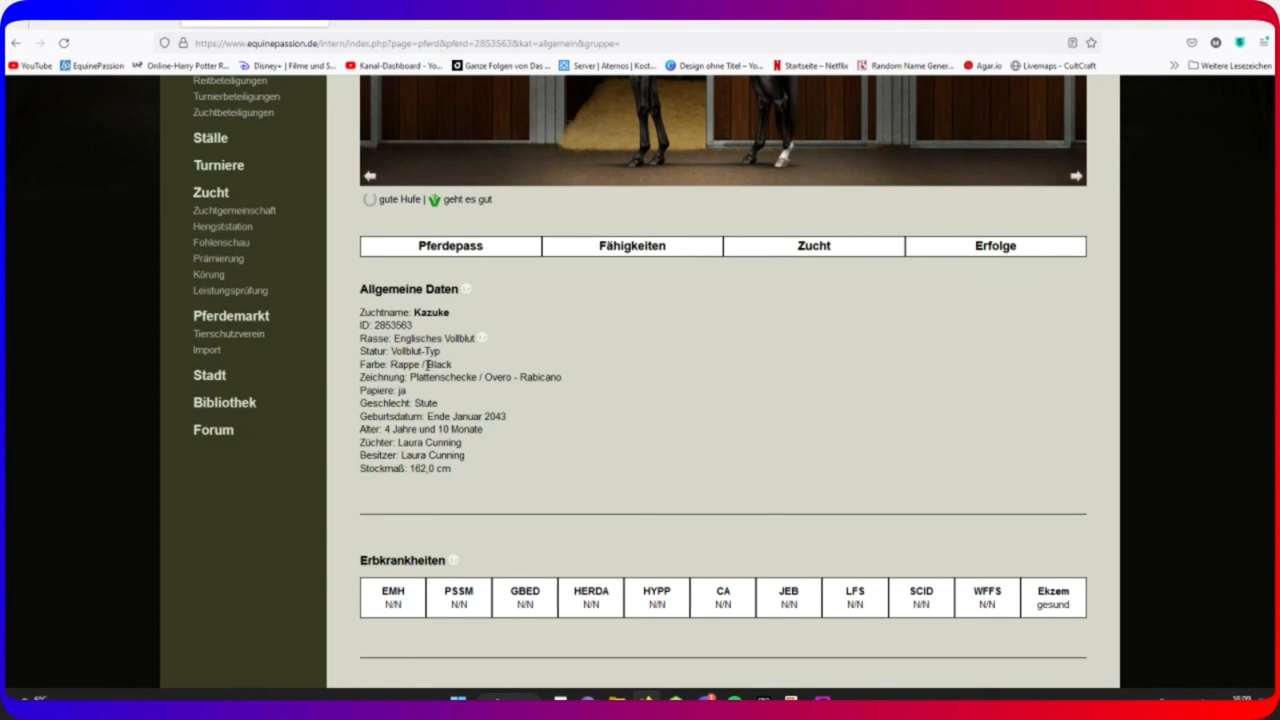 https://www.equinepassion.de/intern/index.php?page=pferd&pferd=2853563&kat=allgemein&gruppe=
YouTube EquinePassion Online-Harry Potter R... Disney+ | Filme und S... Kanal-Dashboard - Yo... Ganze Folgen von Das ... Server | Aternos | Kost... Design ohne Titel – Yo... Startseite – Netflix Random Name Gener... Agar.io Livemaps - CultCraft Weitere Lesezeichen
Reitbeteiligungen
Turnierbeteiligungen
Zuchtbeteiligungen
Ställe
Turniere
Zucht
Zuchtgemeinschaft
Hengststation
Fohlenschau
Prämierung
Körung
Leistungsprüfung
Pferdemarkt
Tierschutzverein
Import
Stadt
Bibliothek
Forum
gute Hufe | geht es gut
Pferdepass Fähigkeiten Zucht Erfolge
Allgemeine Daten
Zuchtname: Kazuke
ID: 2853563
Rasse: Englisches Vollblut
Statur: Vollblut-Typ
Farbe: Rappe / Black
Zeichnung: Plattenschecke / Overo - Rabicano
Papiere: ja
Geschlecht: Stute
Geburtsdatum: Ende Januar 2043
Alter: 4 Jahre und 10 Monate
Züchter: Laura Cunning
Besitzer: Laura Cunning
Stockmaß: 162,0 cm
Erbkrankheiten
EMH PSSM GBED HERDA HYPP CA JEB LFS SCID WFFS Ekzem
N/N N/N N/N N/N N/N N/N N/N N/N N/N N/N gesund